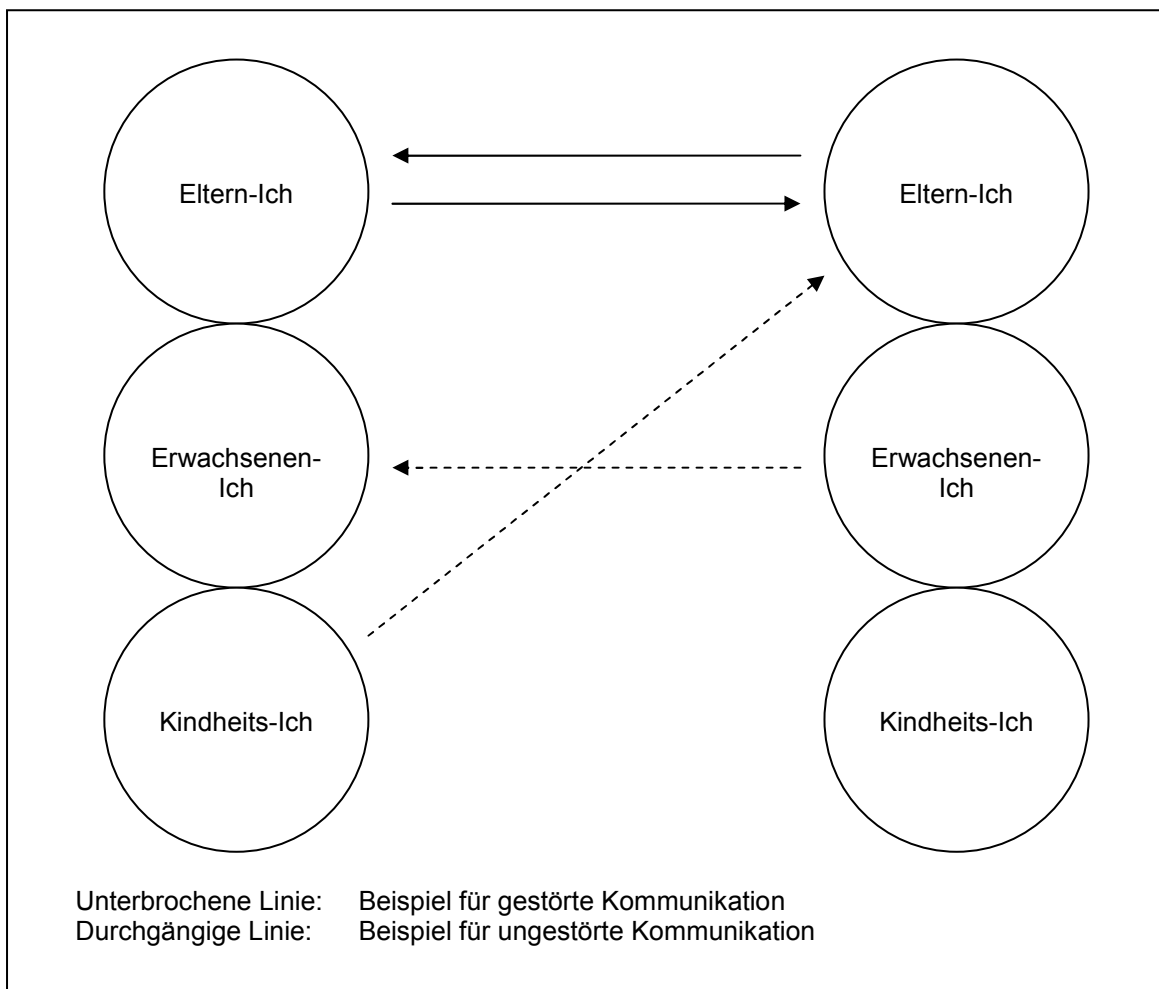 Eltern-Ich
Eltern-Ich
Erwachsenen-
Ich
Erwachsenen-
Ich
Kindheits-Ich
Kindheits-Ich
Unterbrochene Linie: Beispiel für gestörte Kommunikation
Durchgängige Linie: Beispiel für ungestörte Kommunikation